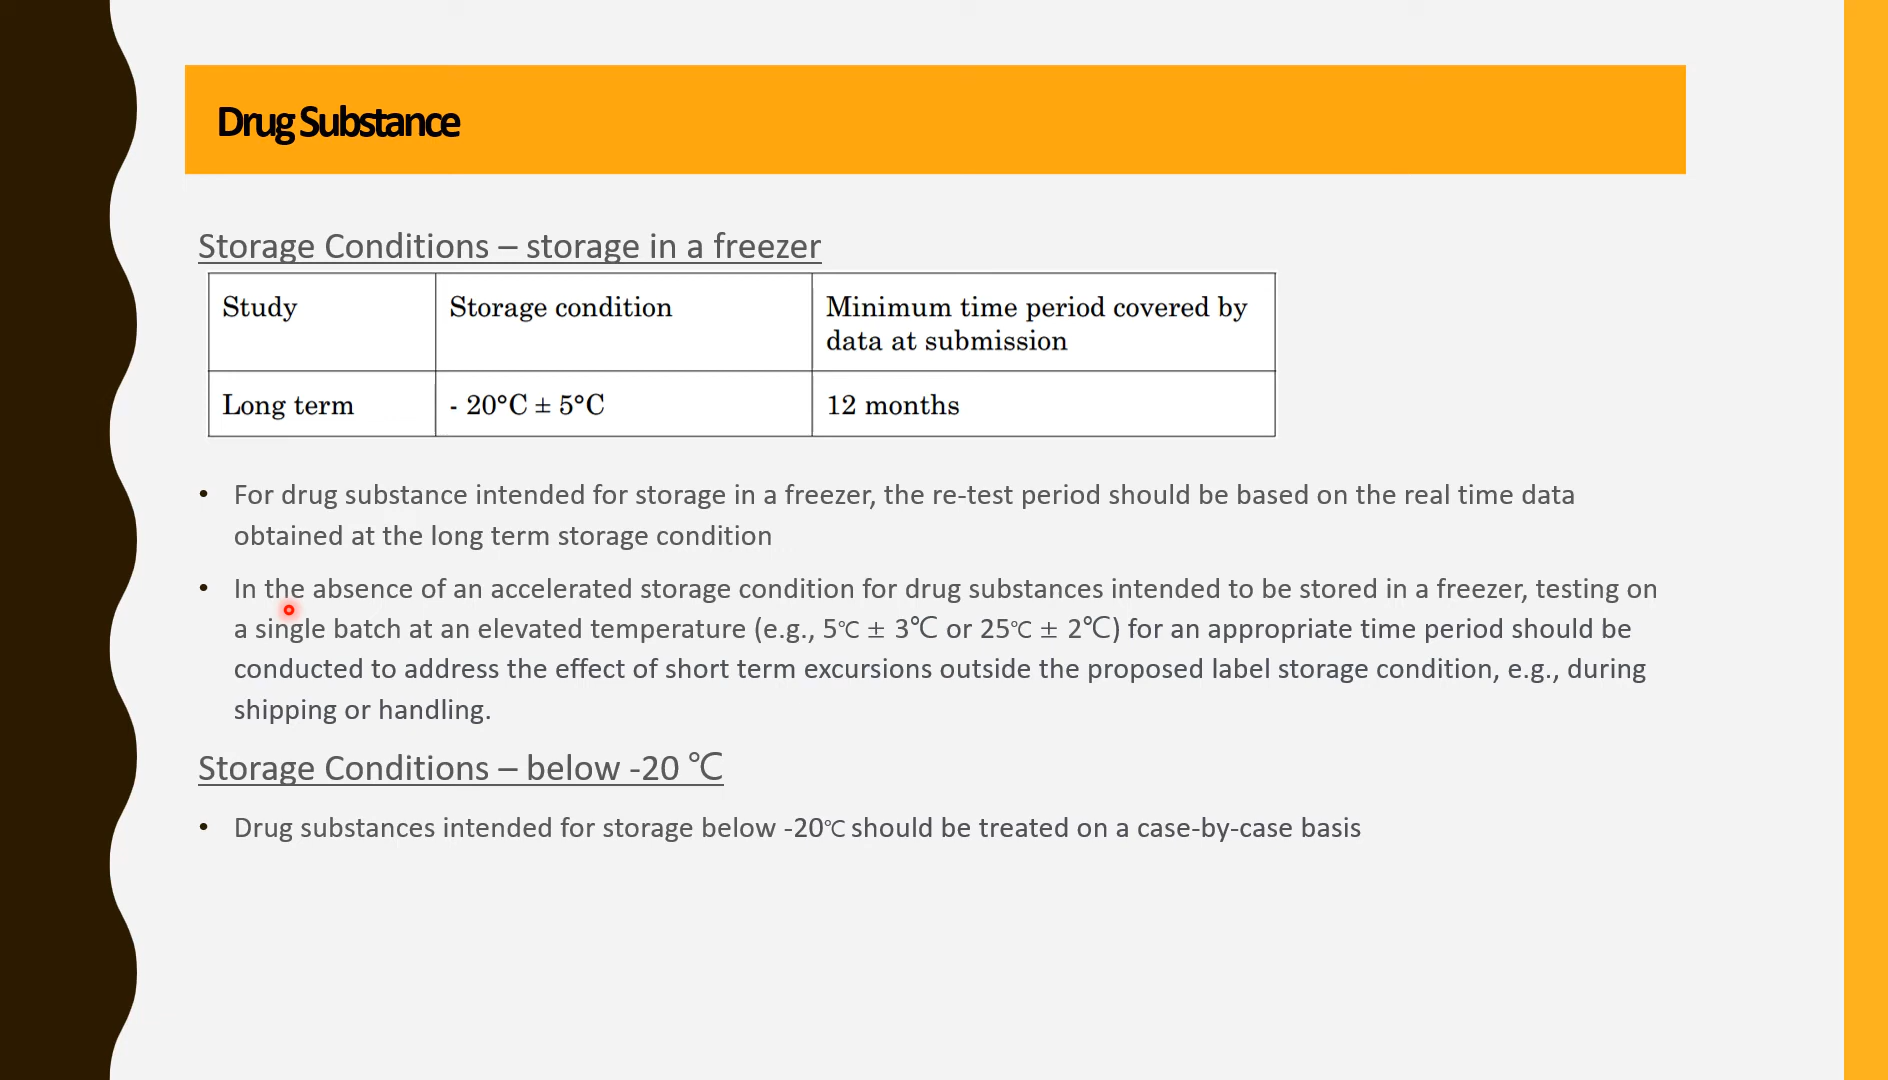 Drug Substance
Storage Conditions – storage in a freezer
Study Storage condition Minimum time period covered by
data at submission
Long term - 20°C ± 5°C 12 months
• For drug substance intended for storage in a freezer, the re-test period should be based on the real time data
obtained at the long term storage condition
• In the absence of an accelerated storage condition for drug substances intended to be stored in a freezer, testing on
a single batch at an elevated temperature (e.g., 5℃ ± 3℃ or 25℃ ± 2℃) for an appropriate time period should be
conducted to address the effect of short term excursions outside the proposed label storage condition, e.g., during
shipping or handling.
Storage Conditions – below -20 ℃
• Drug substances intended for storage below -20℃ should be treated on a case-by-case basis